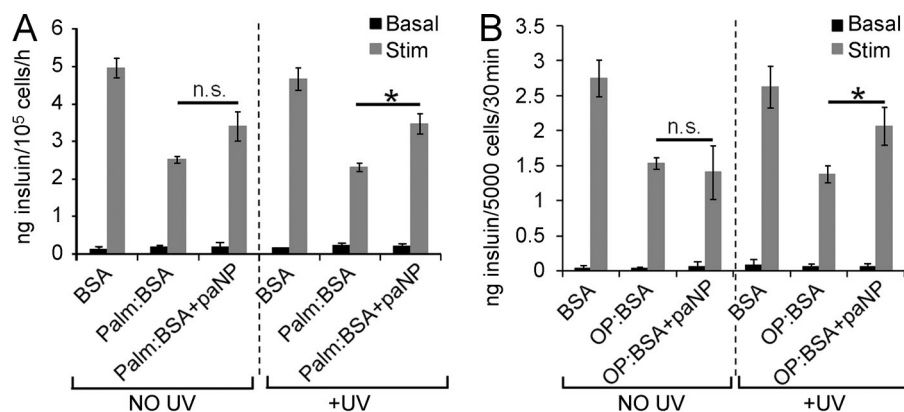 A
Basal
Stim
ng insluin/10⁵ cells/h
6
5
4
3
2
1
0
n.s.
*
BSA
Palm:BSA
Palm:BSA+paNP
BSA
Palm:BSA
Palm:BSA+paNP
NO UV
+UV
B
Basal
Stim
ng insluin/5000 cells/30min
3.5
3
2.5
2
1.5
1
0.5
0
n.s.
*
BSA
OP:BSA
OP:BSA+paNP
BSA
OP:BSA
OP:BSA+paNP
NO UV
+UV